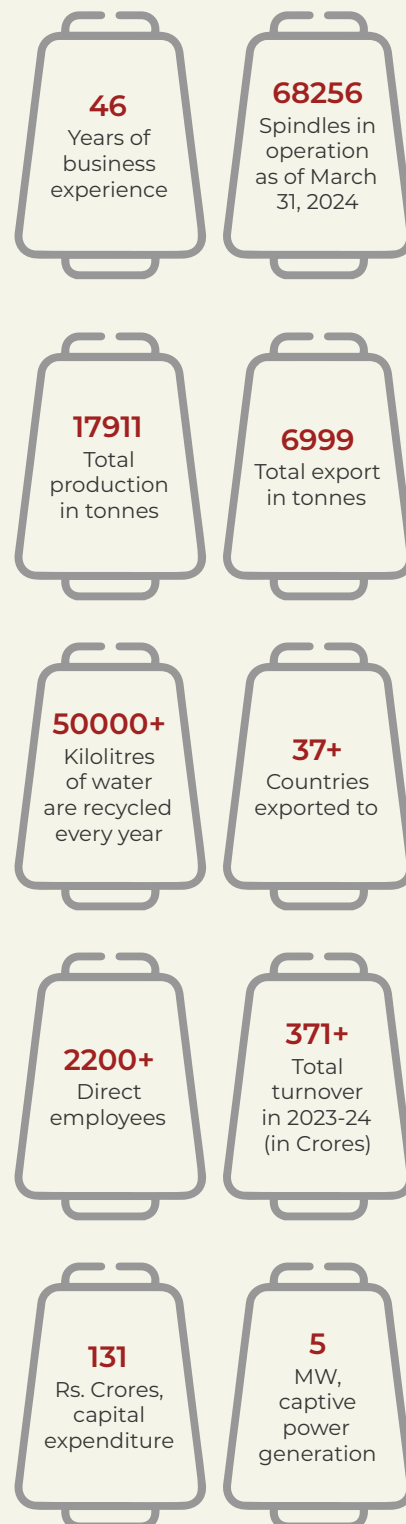 46
Years of
business
experience
68256
Spindles in
operation
as of March
31, 2024
17911
Total
production
in tonnes
6999
Total export
in tonnes
50000+
Kilolitres
of water
are recycled
every year
37+
Countries
exported to
2200+
Direct
employees
371+
Total
turnover
in 2023-24
(in Crores)
131
Rs. Crores,
capital
expenditure
5
MW,
captive
power
generation